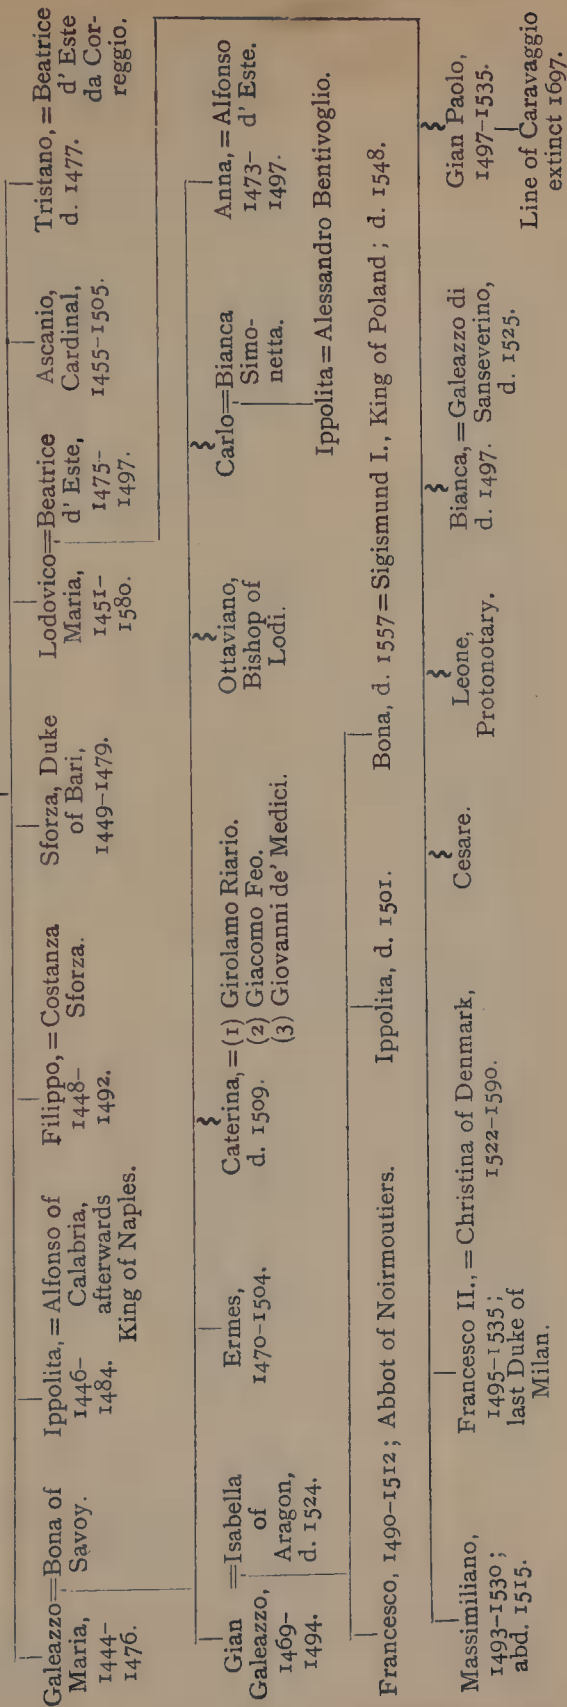 Galeazzo=Bona of
Maria, Savoy.
1444–
1476.
Ippolita,=Alfonso of
1446– Calabria,
1484. afterwards
King of Naples.
Filippo,=Costanza
1448– Sforza.
1492.
Sforza, Duke
of Bari,
1449–1479.
Lodovico=Beatrice
Maria, d' Este,
1451– 1475–
1580. 1497.
Ascanio,
Cardinal,
1455–1505.
Tristano,=Beatrice
d. 1477. d' Este
da Cor-
reggio.
Gian =Isabella
Galeazzo, of
1469– Aragon,
1494. d. 1524.
Ermes,
1470–1504.
Caterina,=(1) Girolamo Riario.
d. 1509. (2) Giacomo Feo.
(3) Giovanni de' Medici.
Ottaviano,
Bishop of
Lodi.
Carlo=Bianca
Simo-
netta.
Anna,=Alfonso
1473– d' Este.
1497.
Ippolita=Alessandro Bentivoglio.
Francesco, 1490–1512; Abbot of Noirmoutiers.
Ippolita, d. 1501.
Bona, d. 1557=Sigismund I., King of Poland; d. 1548.
Massimiliano,
1493–1530;
abd. 1515.
Francesco II.,=Christina of Denmark,
1495–1535; 1522–1590.
last Duke of
Milan.
Cesare.
Leone,
Protonotary.
Bianca,=Galeazzo di
d. 1497. Sanseverino,
d. 1525.
Gian Paolo,
1497–1535.
Line of Caravaggio
extinct 1697.